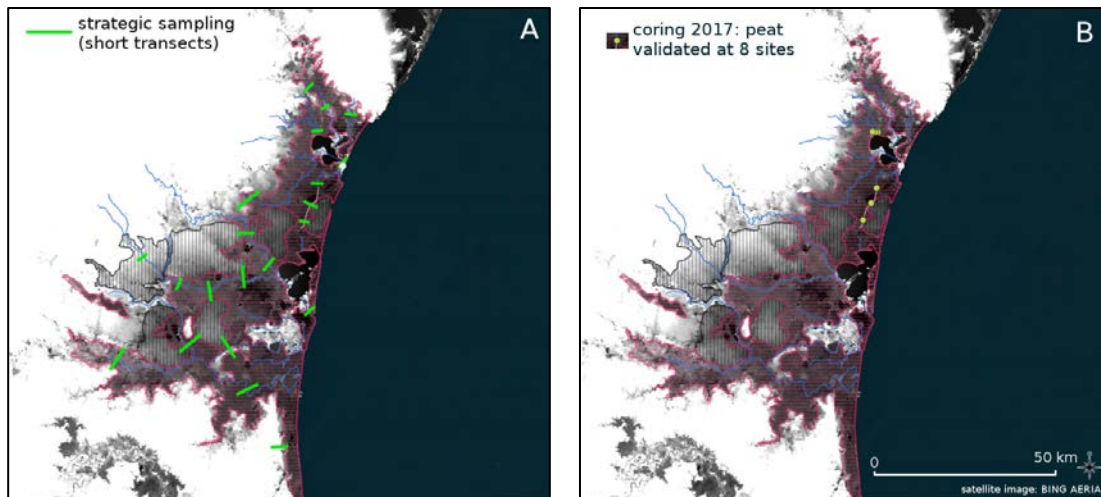 strategic sampling
(short transects)
A
coring 2017: peat
validated at 8 sites
B
0
50 km
satellite image: BING AERIA